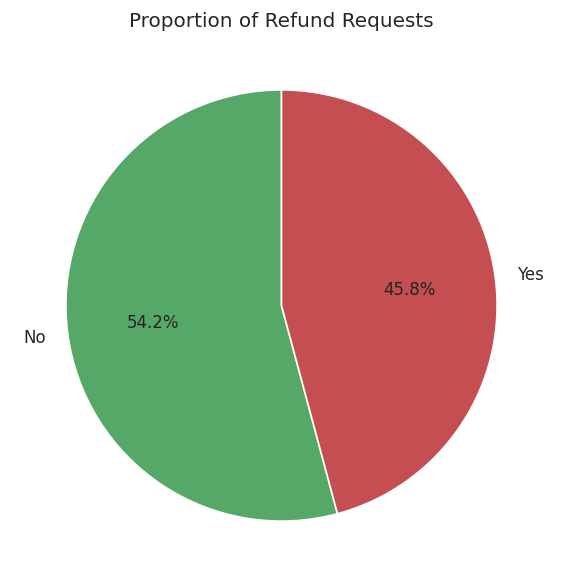 Proportion of Refund Requests
Yes
45.8%
54.2%
No